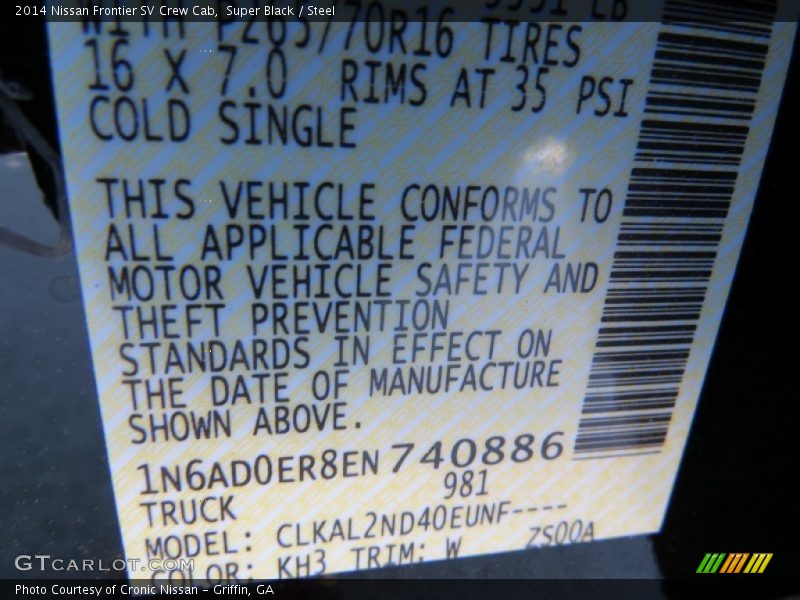 2014 Nissan Frontier SV Crew Cab, Super Black / Steel
WITH P265/70R16 TIRES
16 X 7.0 RIMS AT 35 PSI
COLD SINGLE
THIS VEHICLE CONFORMS TO
ALL APPLICABLE FEDERAL
MOTOR VEHICLE SAFETY AND
THEFT PREVENTION
STANDARDS IN EFFECT ON
THE DATE OF MANUFACTURE
SHOWN ABOVE.
1N6AD0ER8EN740886
TRUCK 981
MODEL: CLKAL2ND40EUNF----
COLOR: KH3 TRIM: W ZS00A
GTCARLOT.COM
Photo Courtesy of Cronic Nissan - Griffin, GA